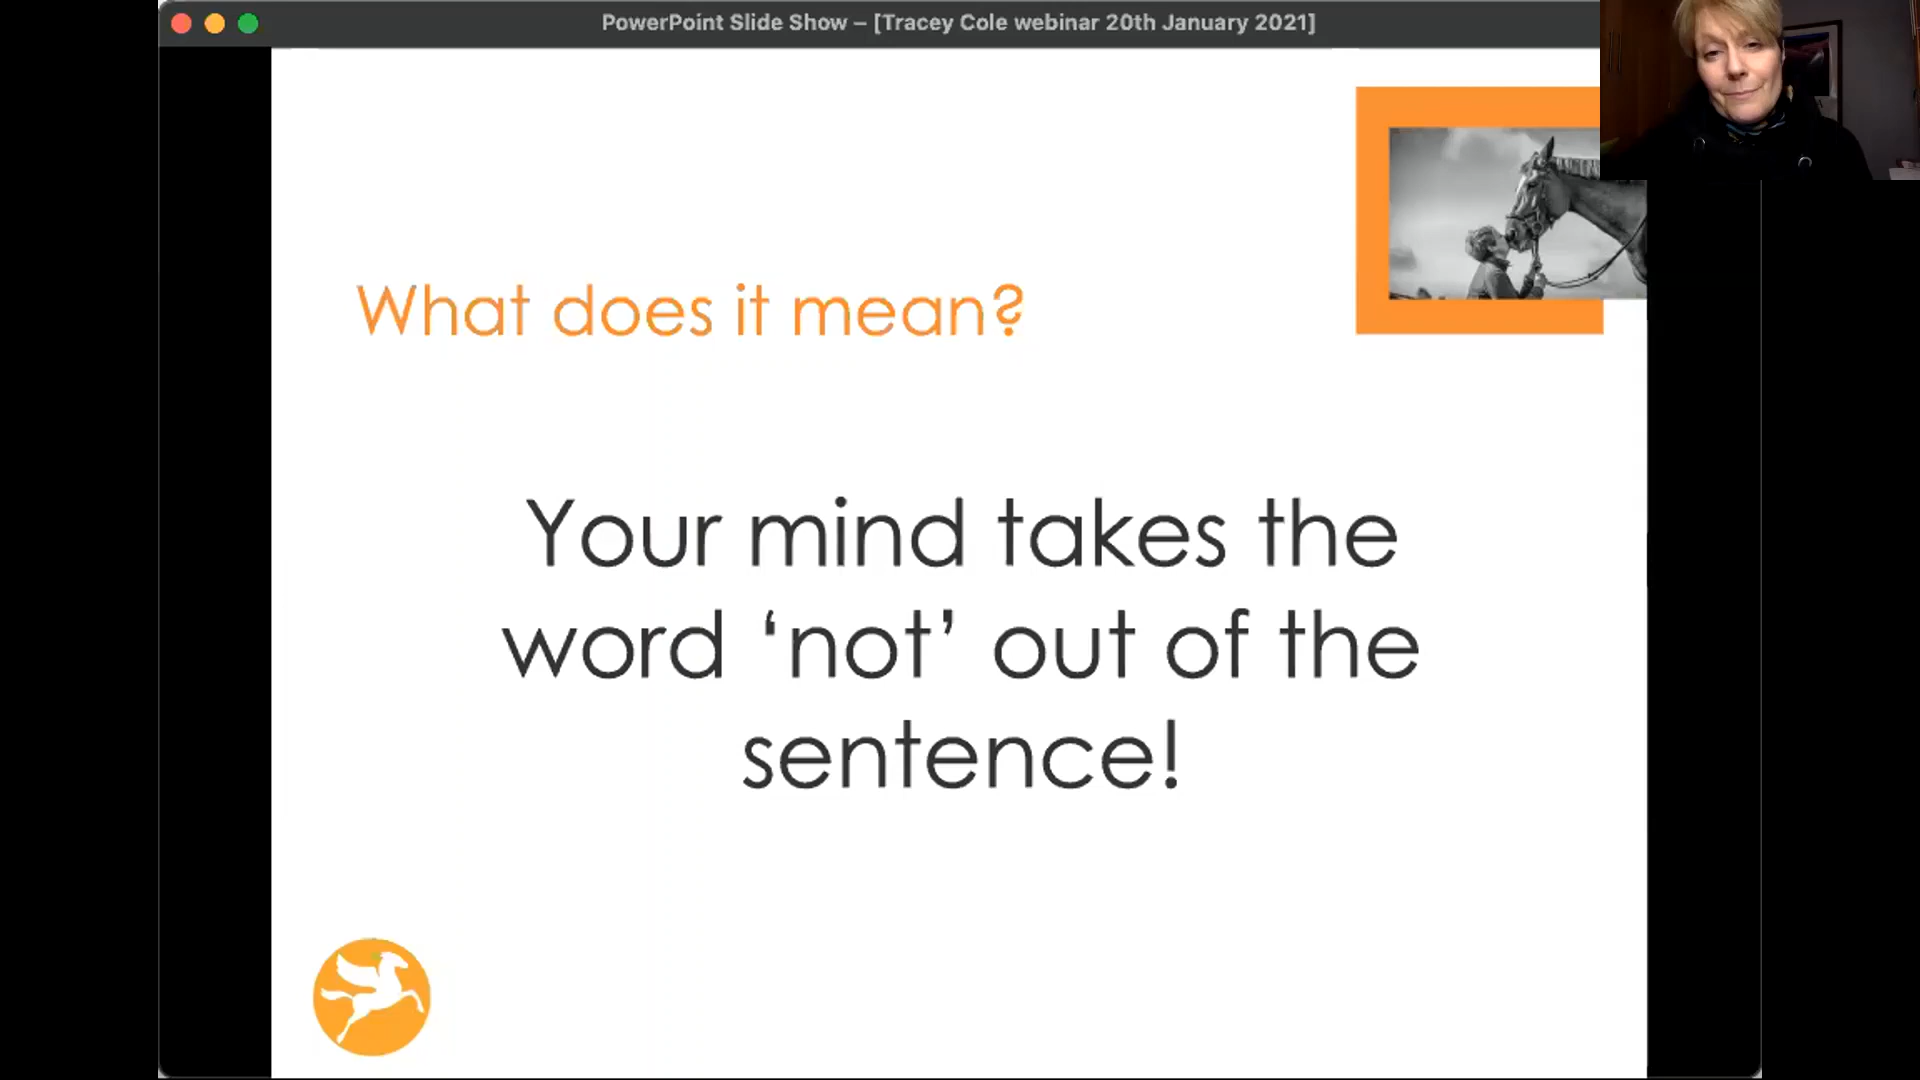 PowerPoint Slide Show – [Tracey Cole webinar 20th January 2021]
What does it mean?
Your mind takes the
word ‘not’ out of the
sentence!